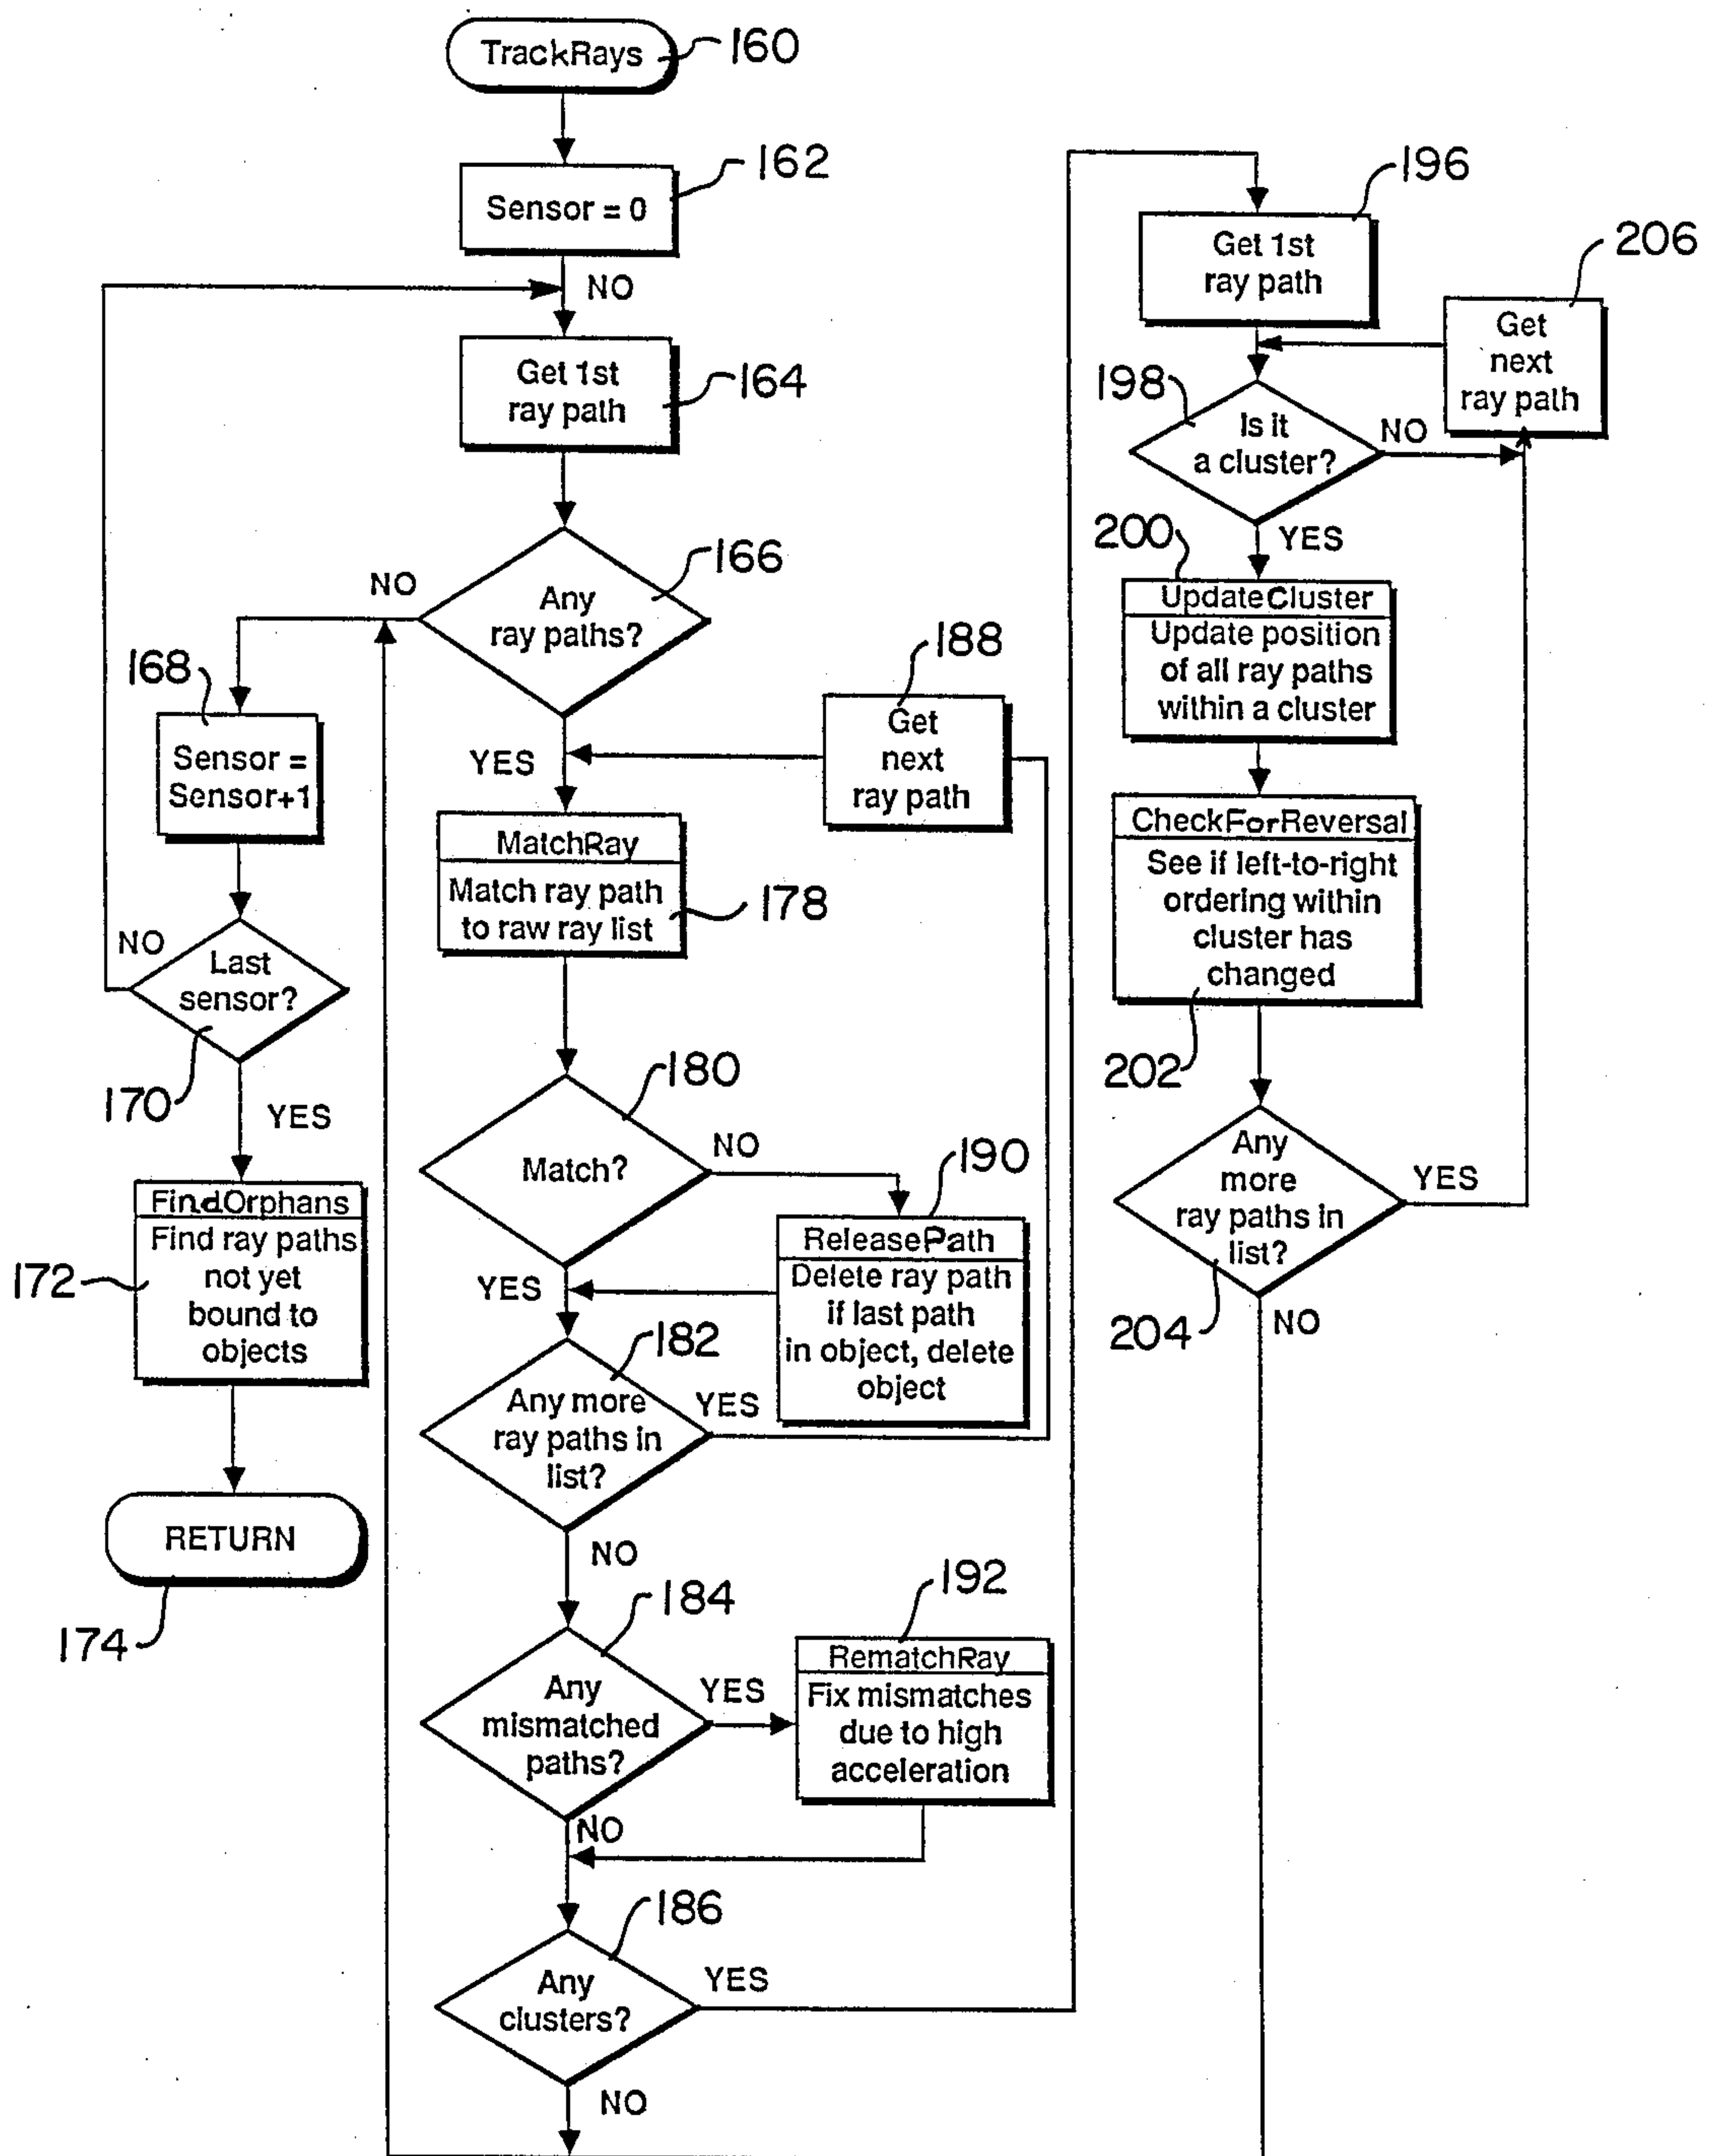 TrackRays
160
Sensor = 0
162
NO
Get 1st
ray path
164
Any
ray paths?
166
NO
168
Sensor =
Sensor+1
NO
Last
sensor?
170
YES
FindOrphans
Find ray paths
not yet
bound to
objects
172
RETURN
174
YES
188
Get
next
ray path
MatchRay
Match ray path
to raw ray list
178
Match?
180
NO
190
ReleasePath
Delete ray path
if last path
in object, delete
object
YES
182
Any more
ray paths in
list?
YES
NO
184
Any
mismatched
paths?
YES
192
RematchRay
Fix mismatches
due to high
acceleration
NO
186
Any
clusters?
YES
NO
196
Get 1st
ray path
206
Get
next
ray path
198
Is it
a cluster?
NO
YES
200
UpdateCluster
Update position
of all ray paths
within a cluster
CheckForReversal
See if left-to-right
ordering within
cluster has
changed
202
Any
more
ray paths in
list?
YES
204
NO